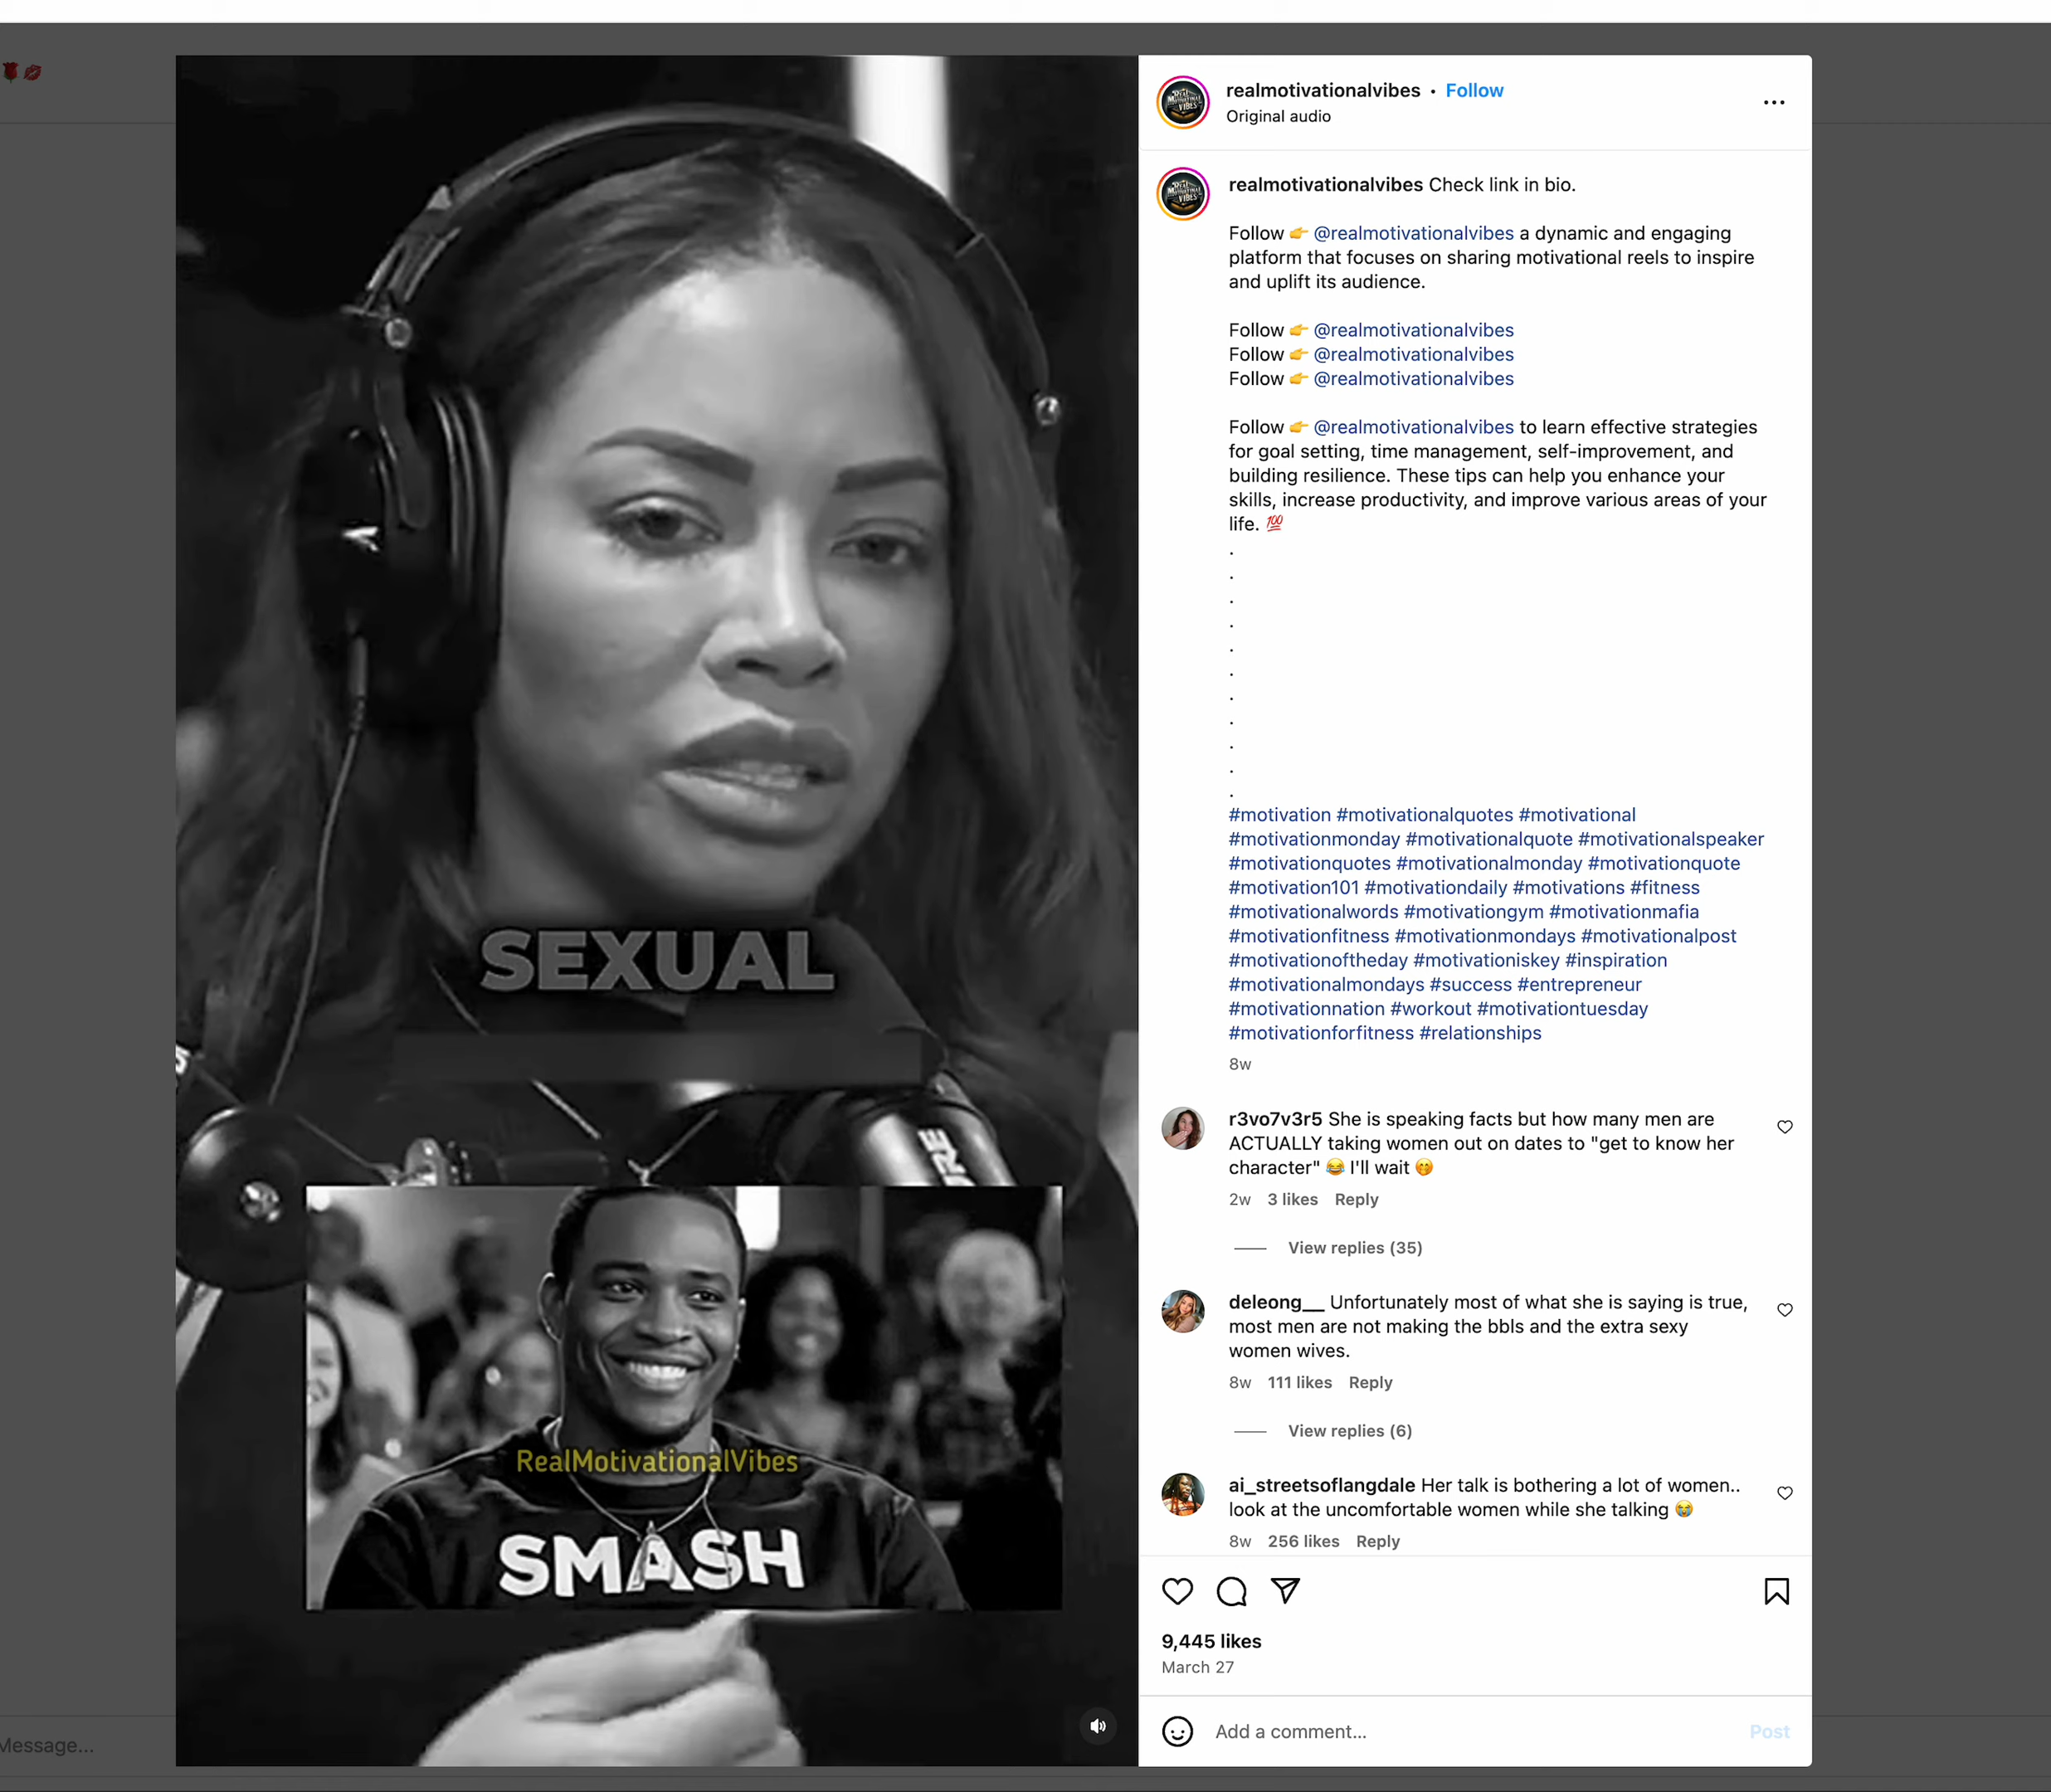 realmotivationalvibes • Follow
Original audio
realmotivationalvibes Check link in bio.
Follow 👉 @realmotivationalvibes a dynamic and engaging
platform that focuses on sharing motivational reels to inspire
and uplift its audience.
Follow 👉 @realmotivationalvibes
Follow 👉 @realmotivationalvibes
Follow 👉 @realmotivationalvibes
Follow 👉 @realmotivationalvibes to learn effective strategies
for goal setting, time management, self-improvement, and
building resilience. These tips can help you enhance your
skills, increase productivity, and improve various areas of your
life. 💯
.
.
.
.
.
.
.
.
.
.
.
#motivation #motivationalquotes #motivational
#motivationmonday #motivationalquote #motivationalspeaker
#motivationquotes #motivationalmonday #motivationquote
#motivation101 #motivationdaily #motivations #fitness
#motivationalwords #motivationgym #motivationmafia
#motivationfitness #motivationmondays #motivationalpost
#motivationoftheday #motivationiskey #inspiration
#motivationalmondays #success #entrepreneur
#motivationnation #workout #motivationtuesday
#motivationforfitness #relationships
8w
r3vo7v3r5 She is speaking facts but how many men are
ACTUALLY taking women out on dates to "get to know her
character" 😂 I'll wait 🤭
2w 3 likes Reply
View replies (35)
deleong__ Unfortunately most of what she is saying is true,
most men are not making the bbls and the extra sexy
women wives.
8w 111 likes Reply
View replies (6)
ai_streetsoflangdale Her talk is bothering a lot of women..
look at the uncomfortable women while she talking 😭
8w 256 likes Reply
9,445 likes
March 27
Add a comment...
Post
SEXUAL
RealMotivationalVibes
SMASH
Message...